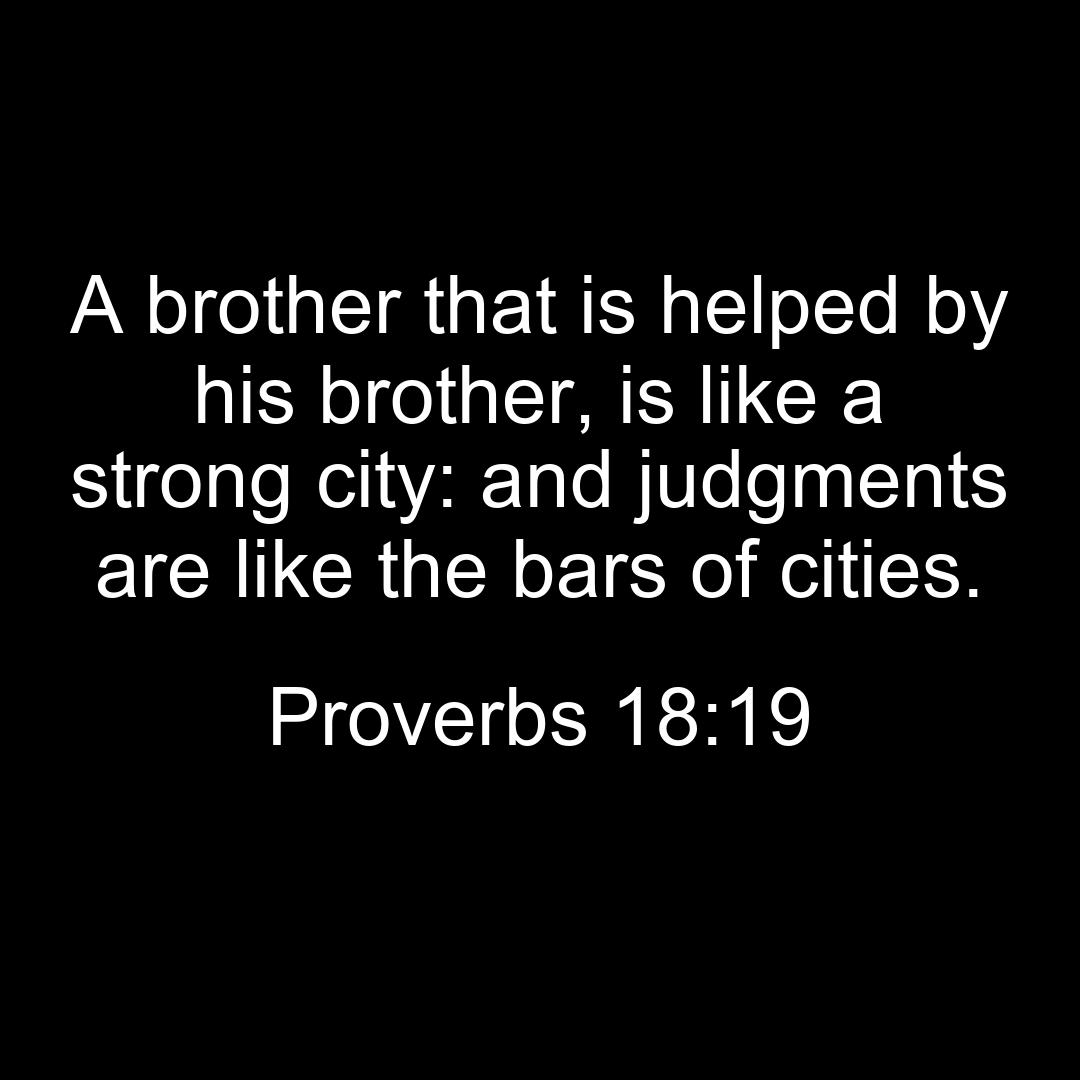 A brother that is helped by
his brother, is like a
strong city: and judgments
are like the bars of cities.
Proverbs 18:19